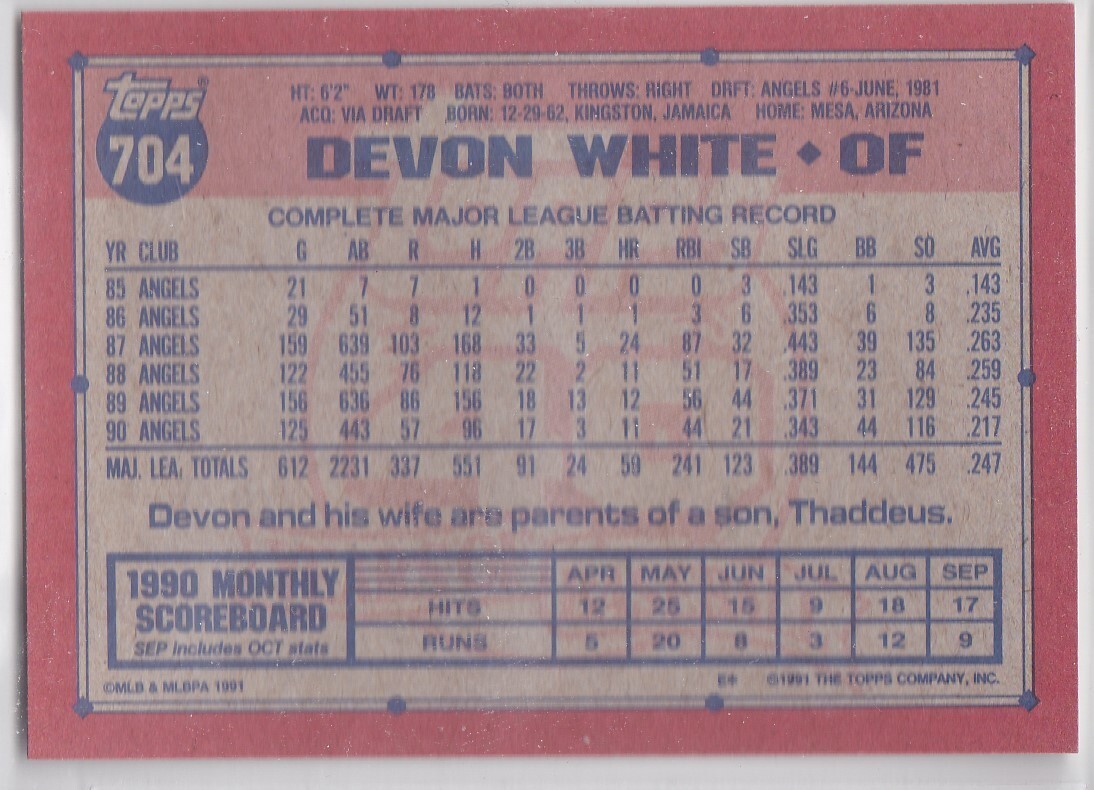 Topps®
704
HT: 6'2" WT: 178 BATS: BOTH THROWS: RIGHT DRFT: ANGELS #6-JUNE, 1981
ACQ: VIA DRAFT BORN: 12-29-62, KINGSTON, JAMAICA HOME: MESA, ARIZONA
DEVON WHITE ◆ OF
COMPLETE MAJOR LEAGUE BATTING RECORD
YR CLUB G AB R H 2B 3B HR RBI SB SLG BB SO AVG
85 ANGELS 21 7 7 1 0 0 0 0 3 .143 1 3 .143
86 ANGELS 29 51 8 12 1 1 1 3 6 .353 6 8 .235
87 ANGELS 159 639 103 168 33 5 24 87 32 .443 39 135 .263
88 ANGELS 122 455 76 118 22 2 11 51 17 .389 23 84 .259
89 ANGELS 156 636 86 156 18 13 12 56 44 .371 31 129 .245
90 ANGELS 125 443 57 96 17 3 11 44 21 .343 44 116 .217
MAJ. LEA. TOTALS 612 2231 337 551 91 24 59 241 123 .389 144 475 .247
Devon and his wife are parents of a son, Thaddeus.
1990 MONTHLY SCOREBOARD
SEP includes OCT stats
APR MAY JUN JUL AUG SEP
HITS 12 25 15 9 18 17
RUNS 5 20 8 3 12 9
©MLB & MLBPA 1991 E* ©1991 THE TOPPS COMPANY, INC.